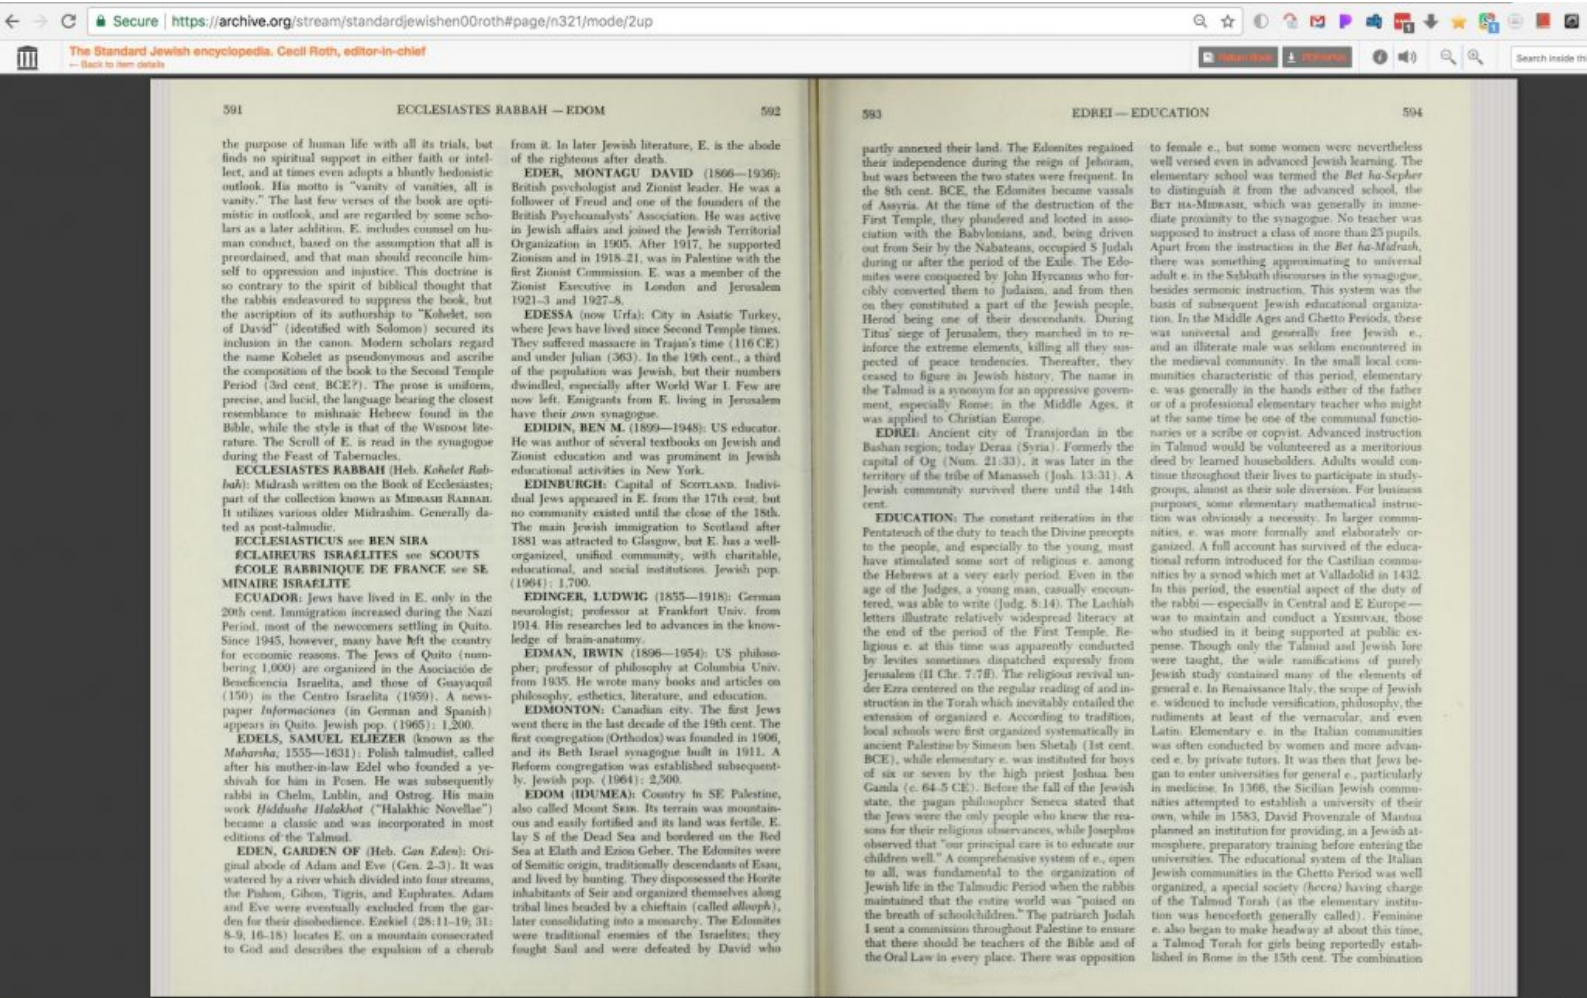 Secure https://archive.org/stream/standardjewishen00roth#page/n321/mode/2up
The Standard Jewish encyclopedia. Cecil Roth, editor-in-chief
← Back to item details
Search inside thi
591 ECCLESIASTES RABBAH — EDOM 592
the purpose of human life with all its trials, but
finds no spiritual support in either faith or intel-
lect, and at times even adopts a bluntly hedonistic
outlook. His motto is "vanity of vanities, all is
vanity." The last few verses of the book are opti-
mistic in outlook, and are regarded by some scho-
lars as a later addition. E. includes counsel on hu-
man conduct, based on the assumption that all is
preordained, and that man should reconcile him-
self to oppression and injustice. This doctrine is
so contrary to the spirit of biblical thought that
the rabbis endeavored to suppress the book, but
the ascription of its authorship to "Kohelet, son
of David" (identified with Solomon) secured its
inclusion in the canon. Modern scholars regard
the name Kohelet as pseudonymous and ascribe
the composition of the book to the Second Temple
Period (3rd cent. BCE?). The prose is uniform,
precise, and lucid, the language bearing the closest
resemblance to mishnaic Hebrew found in the
Bible, while the style is that of the WISDOM lite-
rature. The Scroll of E. is read in the synagogue
during the Feast of Tabernacles.
ECCLESIASTES RABBAH (Heb. Kohelet Rab-
bah): Midrash written on the Book of Ecclesiastes;
part of the collection known as MIDRASH RABBAH.
It utilizes various older Midrashim. Generally da-
ted as post-talmudic.
ECCLESIASTICUS see BEN SIRA
ÉCLAIREURS ISRAÉLITES see SCOUTS
ÉCOLE RABBINIQUE DE FRANCE see SÉ
MINAIRE ISRAÉLITE
ECUADOR: Jews have lived in E. only in the
20th cent. Immigration increased during the Nazi
Period, most of the newcomers settling in Quito.
Since 1945, however, many have left the country
for economic reasons. The Jews of Quito (num-
bering 1,000) are organized in the Asociación de
Beneficencia Israelita, and those of Guayaquil
(150) in the Centro Israelita (1959). A news-
paper Informaciones (in German and Spanish)
appears in Quito. Jewish pop. (1965): 1,200.
EDELS, SAMUEL ELIEZER (known as the
Maharsha; 1555—1631): Polish talmudist, called
after his mother-in-law Edel who founded a ye-
shivah for him in Posen. He was subsequently
rabbi in Chelm, Lublin, and Ostrog. His main
work Hiddushe Halakhot ("Halakhic Novellae")
became a classic and was incorporated in most
editions of the Talmud.
EDEN, GARDEN OF (Heb. Gan Eden): Ori-
ginal abode of Adam and Eve (Gen. 2–3). It was
watered by a river which divided into four streams,
the Pishon, Gihon, Tigris, and Euphrates. Adam
and Eve were eventually excluded from the gar-
den for their disobedience. Ezekiel (28:11–19; 31:
8–9, 16–18) locates E. on a mountain consecrated
to God and describes the expulsion of a cherub
from it. In later Jewish literature, E. is the abode
of the righteous after death.
EDER, MONTAGU DAVID (1866—1936):
British psychologist and Zionist leader. He was a
follower of Freud and one of the founders of the
British Psychoanalysts' Association. He was active
in Jewish affairs and joined the Jewish Territorial
Organization in 1905. After 1917, he supported
Zionism and in 1918–21, was in Palestine with the
first Zionist Commission. E. was a member of the
Zionist Executive in London and Jerusalem
1921–3 and 1927–8.
EDESSA (now Urfa): City in Asiatic Turkey,
where Jews have lived since Second Temple times.
They suffered massacre in Trajan's time (116 CE)
and under Julian (363). In the 19th cent., a third
of the population was Jewish, but their numbers
dwindled, especially after World War I. Few are
now left. Emigrants from E. living in Jerusalem
have their own synagogue.
EDIDIN, BEN M. (1899—1948): US educator.
He was author of several textbooks on Jewish and
Zionist education and was prominent in Jewish
educational activities in New York.
EDINBURGH: Capital of SCOTLAND. Indivi-
dual Jews appeared in E. from the 17th cent. but
no community existed until the close of the 18th.
The main Jewish immigration to Scotland after
1881 was attracted to Glasgow, but E. has a well-
organized, unified community, with charitable,
educational, and social institutions. Jewish pop.
(1964): 1,700.
EDINGER, LUDWIG (1855—1918): German
neurologist; professor at Frankfort Univ. from
1914. His researches led to advances in the know-
ledge of brain-anatomy.
EDMAN, IRWIN (1896—1954): US philoso-
pher; professor of philosophy at Columbia Univ.
from 1935. He wrote many books and articles on
philosophy, esthetics, literature, and education.
EDMONTON: Canadian city. The first Jews
went there in the last decade of the 19th cent. The
first congregation (Orthodox) was founded in 1906,
and its Beth Israel synagogue built in 1911. A
Reform congregation was established subsequent-
ly. Jewish pop. (1964): 2,500.
EDOM (IDUMEA): Country in SE Palestine,
also called Mount SEIR. Its terrain was mountain-
ous and easily fortified and its land was fertile. E.
lay S of the Dead Sea and bordered on the Red
Sea at Elath and Ezion Geber. The Edomites were
of Semitic origin, traditionally descendants of Esau,
and lived by hunting. They dispossessed the Horite
inhabitants of Seir and organized themselves along
tribal lines headed by a chieftain (called allooph),
later consolidating into a monarchy. The Edomites
were traditional enemies of the Israelites; they
fought Saul and were defeated by David who
593 EDREI — EDUCATION 594
partly annexed their land. The Edomites regained
their independence during the reign of Jehoram,
but wars between the two states were frequent. In
the 8th cent. BCE, the Edomites became vassals
of Assyria. At the time of the destruction of the
First Temple, they plundered and looted in asso-
ciation with the Babylonians, and, being driven
out from Seir by the Nabateans, occupied S Judah
during or after the period of the Exile. The Edo-
mites were conquered by John Hyrcanus who for-
cibly converted them to Judaism, and from then
on they constituted a part of the Jewish people,
Herod being one of their descendants. During
Titus' siege of Jerusalem, they marched in to re-
inforce the extreme elements, killing all they sus-
pected of peace tendencies. Thereafter, they
ceased to figure in Jewish history. The name in
the Talmud is a synonym for an oppressive govern-
ment, especially Rome; in the Middle Ages, it
was applied to Christian Europe.
EDREI: Ancient city of Transjordan in the
Bashan region; today Deraa (Syria). Formerly the
capital of Og (Num. 21:33), it was later in the
territory of the tribe of Manasseh (Josh. 13:31). A
Jewish community survived there until the 14th
cent.
EDUCATION: The constant reiteration in the
Pentateuch of the duty to teach the Divine precepts
to the people, and especially to the young, must
have stimulated some sort of religious e. among
the Hebrews at a very early period. Even in the
age of the Judges, a young man, casually encoun-
tered, was able to write (Judg. 8:14). The Lachish
letters illustrate relatively widespread literacy at
the end of the period of the First Temple. Re-
ligious e. at this time was apparently conducted
by levites sometimes dispatched expressly from
Jerusalem (II Chr. 7:7ff). The religious revival un-
der Ezra centered on the regular reading of and in-
struction in the Torah which inevitably entailed the
extension of organized e. According to tradition,
local schools were first organized systematically in
ancient Palestine by Simeon ben Shetah (1st cent.
BCE), while elementary e. was instituted for boys
of six or seven by the high priest Joshua ben
Gamla (c. 64–5 CE). Before the fall of the Jewish
state, the pagan philosopher Seneca stated that
the Jews were the only people who knew the rea-
sons for their religious observances, while Josephus
observed that "our principal care is to educate our
children well." A comprehensive system of e., open
to all, was fundamental to the organization of
Jewish life in the Talmudic Period when the rabbis
maintained that the entire world was "poised on
the breath of schoolchildren." The patriarch Judah
I sent a commission throughout Palestine to ensure
that there should be teachers of the Bible and of
the Oral Law in every place. There was opposition
to female e., but some women were nevertheless
well versed even in advanced Jewish learning. The
elementary school was termed the Bet ha-Sepher
to distinguish it from the advanced school, the
BET HA-MIDRASH, which was generally in imme-
diate proximity to the synagogue. No teacher was
supposed to instruct a class of more than 25 pupils.
Apart from the instruction in the Bet ha-Midrash,
there was something approximating to universal
adult e. in the Sabbath discourses in the synagogue,
besides sermonic instruction. This system was the
basis of subsequent Jewish educational organiza-
tion. In the Middle Ages and Ghetto Periods, there
was universal and generally free Jewish e.,
and an illiterate male was seldom encountered in
the medieval community. In the small local com-
munities characteristic of this period, elementary
e. was generally in the hands either of the father
or of a professional elementary teacher who might
at the same time be one of the communal functio-
naries or a scribe or copyist. Advanced instruction
in Talmud would be volunteered as a meritorious
deed by learned householders. Adults would con-
tinue throughout their lives to participate in study-
groups, almost as their sole diversion. For business
purposes, some elementary mathematical instruc-
tion was obviously a necessity. In larger commu-
nities, e. was more formally and elaborately or-
ganized. A full account has survived of the educa-
tional reform introduced for the Castilian commu-
nities by a synod which met at Valladolid in 1432.
In this period, the essential aspect of the duty of
the rabbi — especially in Central and E Europe —
was to maintain and conduct a YESHIVAH, those
who studied in it being supported at public ex-
pense. Though only the Talmud and Jewish lore
were taught, the wide ramifications of purely
Jewish study contained many of the elements of
general e. In Renaissance Italy, the scope of Jewish
e. widened to include versification, philosophy, the
rudiments at least of the vernacular, and even
Latin. Elementary e. in the Italian communities
was often conducted by women and more advan-
ced e. by private tutors. It was then that Jews be-
gan to enter universities for general e., particularly
in medicine. In 1366, the Sicilian Jewish commu-
nities attempted to establish a university of their
own, while in 1583, David Provenzale of Mantua
planned an institution for providing, in a Jewish at-
mosphere, preparatory training before entering the
universities. The educational system of the Italian
Jewish communities in the Ghetto Period was well
organized, a special society (hevra) having charge
of the Talmud Torah (as the elementary institu-
tion was henceforth generally called). Feminine
e. also began to make headway at about this time,
a Talmod Torah for girls being reportedly estab-
lished in Rome in the 15th cent. The combination